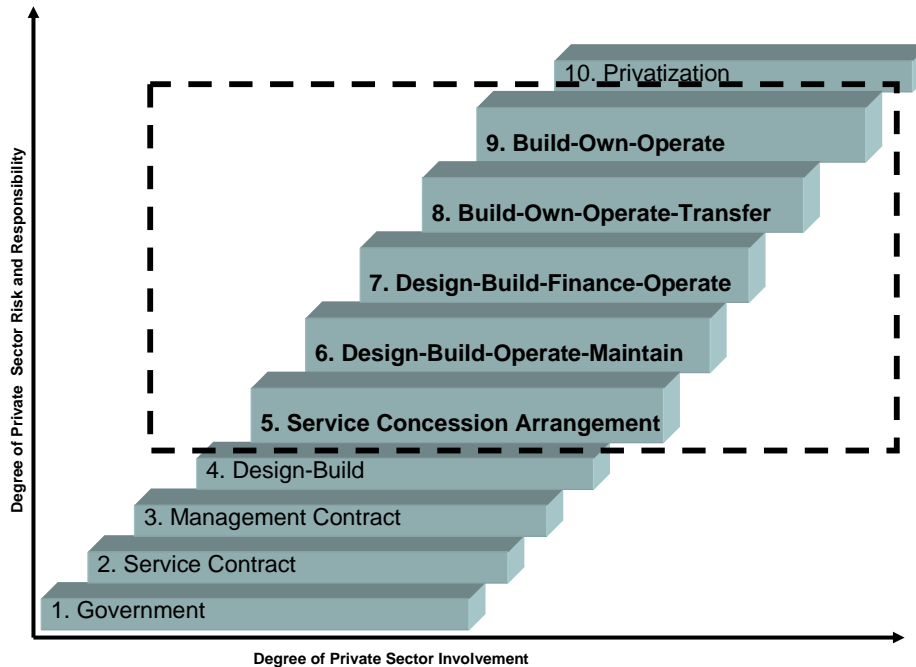 Degree of Private Sector Risk and Responsibility
10. Privatization
9. Build-Own-Operate
8. Build-Own-Operate-Transfer
7. Design-Build-Finance-Operate
6. Design-Build-Operate-Maintain
5. Service Concession Arrangement
4. Design-Build
3. Management Contract
2. Service Contract
1. Government
Degree of Private Sector Involvement